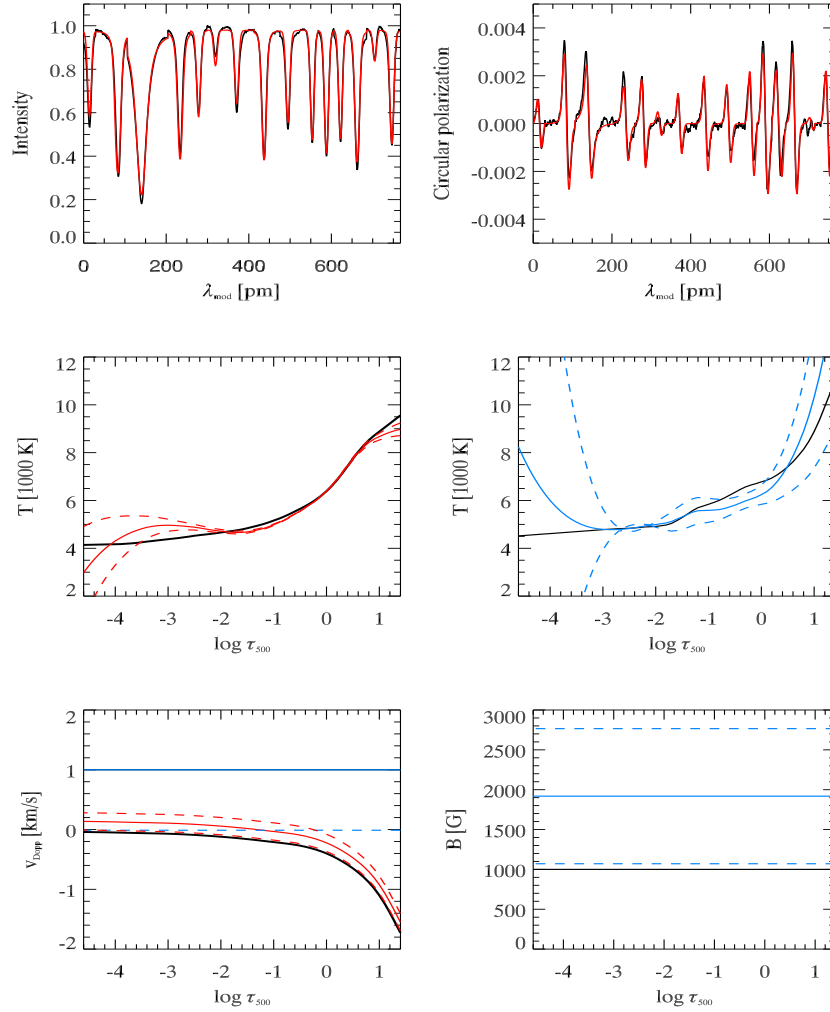 1.0
0.8
0.6
0.4
0.2
0.0
Intensity
0 200 400 600
λmod [pm]
0.004
0.002
0.000
-0.002
-0.004
Circular polarization
0 200 400 600
λmod [pm]
12
10
8
6
4
2
T [1000 K]
-4 -3 -2 -1 0 1
log τ500
12
10
8
6
4
2
T [1000 K]
-4 -3 -2 -1 0 1
log τ500
2
1
0
-1
-2
vDopp [km/s]
-4 -3 -2 -1 0 1
log τ500
3000
2500
2000
1500
1000
500
0
B [G]
-4 -3 -2 -1 0 1
log τ500